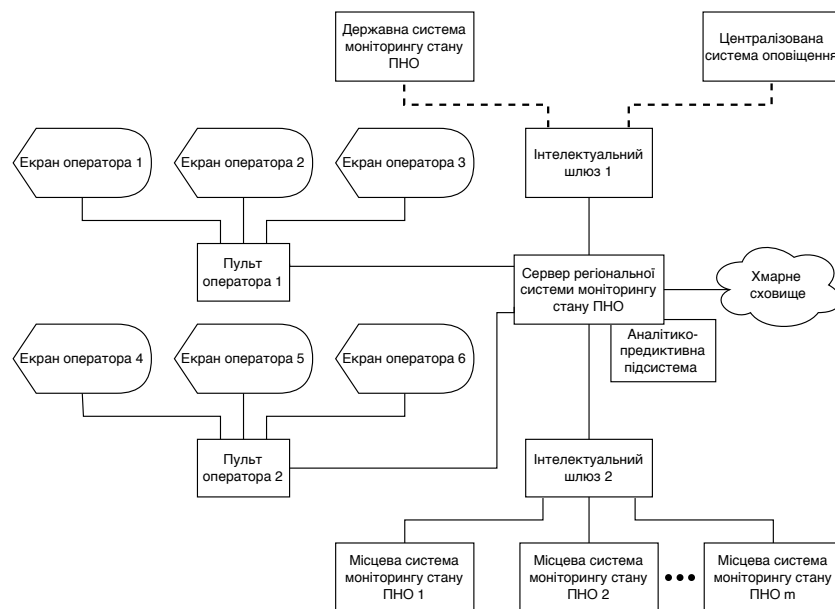 Державна система
моніторингу стану
ПНО
Централізована
система оповіщення
Екран оператора 1
Екран оператора 2
Екран оператора 3
Інтелектуальний
шлюз 1
Пульт
оператора 1
Сервер регіональної
системи моніторингу
стану ПНО
Хмарне
сховище
Аналітико-
предиктивна
підсистема
Екран оператора 4
Екран оператора 5
Екран оператора 6
Пульт
оператора 2
Інтелектуальний
шлюз 2
Місцева система
моніторингу стану
ПНО 1
Місцева система
моніторингу стану
ПНО 2
Місцева система
моніторингу стану
ПНО m